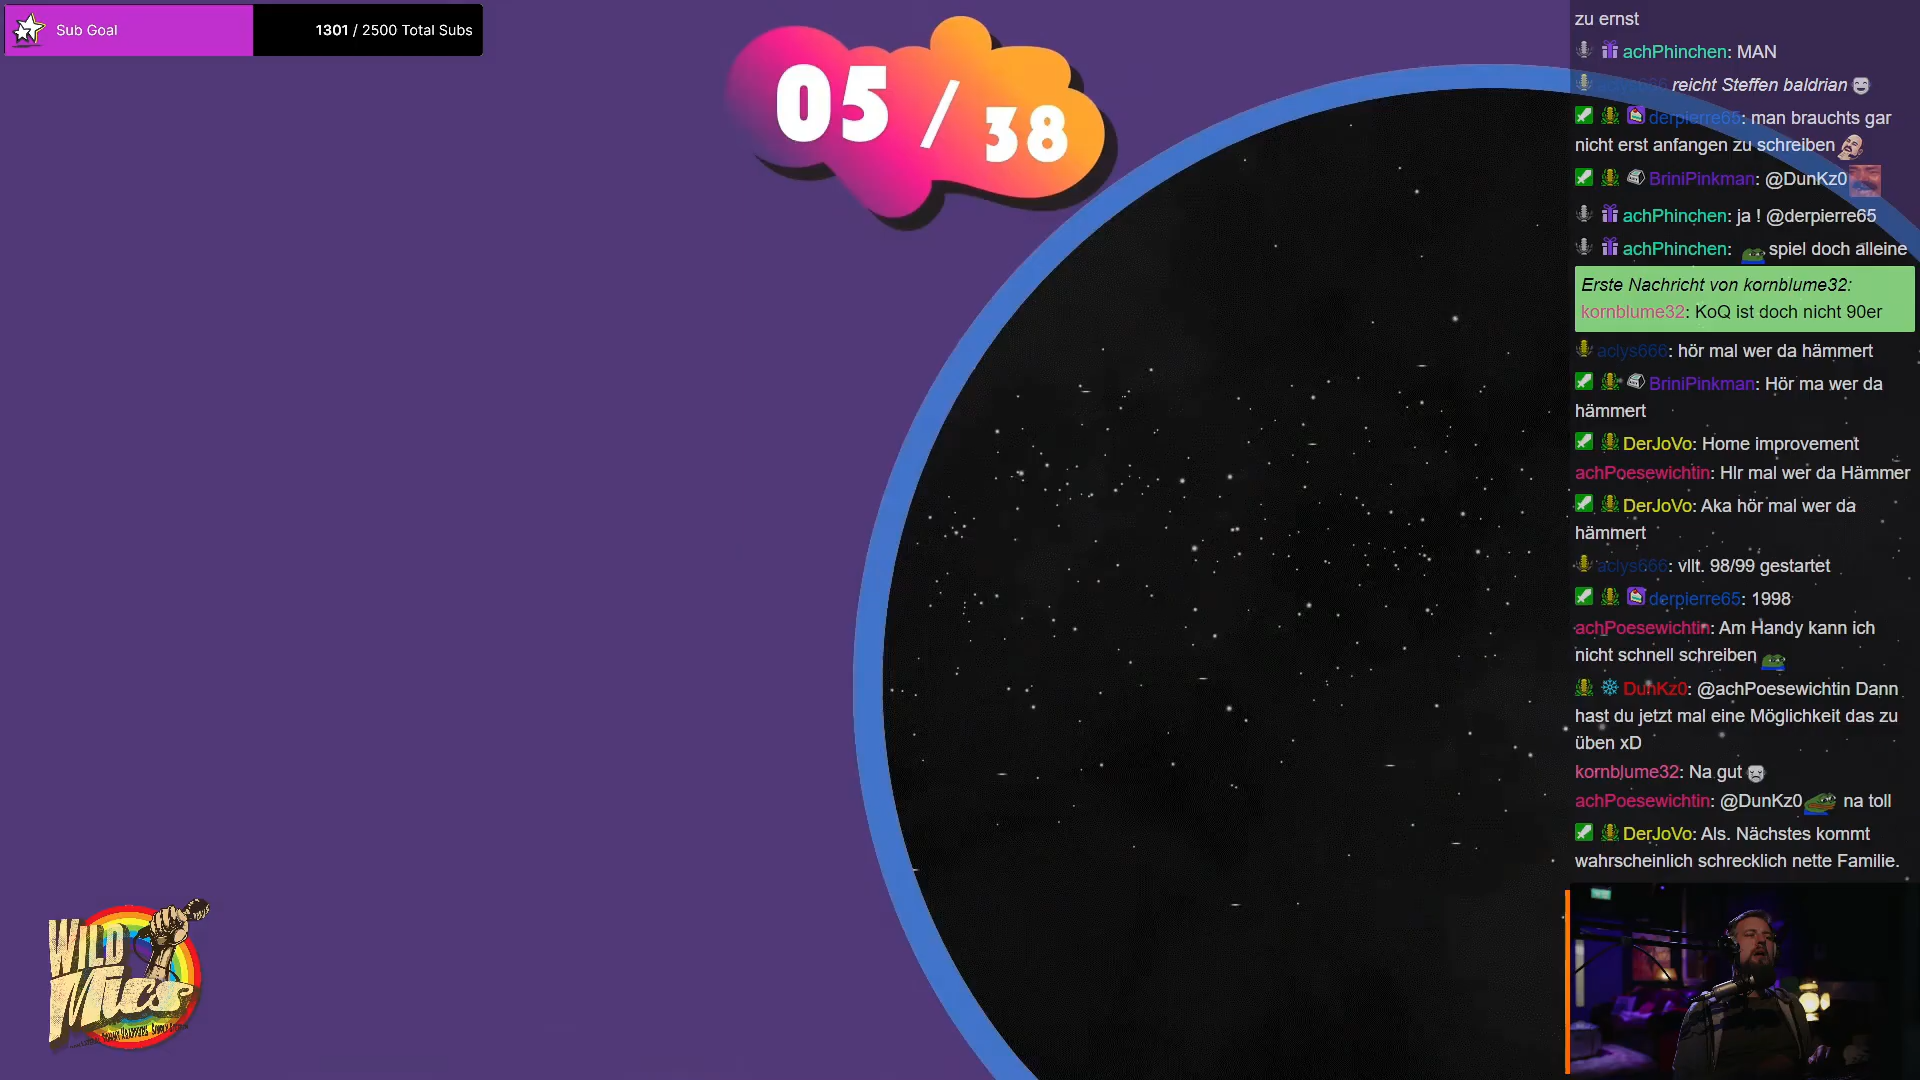 Sub Goal
1301 / 2500 Total Subs
05 / 38
zu ernst
achPhinchen: MAN
reicht Steffen baldrian
derpierre65: man brauchts gar
nicht erst anfangen zu schreiben
BriniPinkman: @DunKz0
achPhinchen: ja ! @derpierre65
achPhinchen: spiel doch alleine
Erste Nachricht von kornblume32:
kornblume32: KoQ ist doch nicht 90er
aclys666: hör mal wer da hämmert
BriniPinkman: Hör ma wer da
hämmert
DerJoVo: Home improvement
achPoesewichtin: Hlr mal wer da Hämmer
DerJoVo: Aka hör mal wer da
hämmert
aclys666: vllt. 98/99 gestartet
derpierre65: 1998
achPoesewichtin: Am Handy kann ich
nicht schnell schreiben
DunKz0: @achPoesewichtin Dann
hast du jetzt mal eine Möglichkeit das zu
üben xD
kornblume32: Na gut
achPoesewichtin: @DunKz0 na toll
DerJoVo: Als. Nächstes kommt
wahrscheinlich schrecklich nette Familie.
WILD
Mics